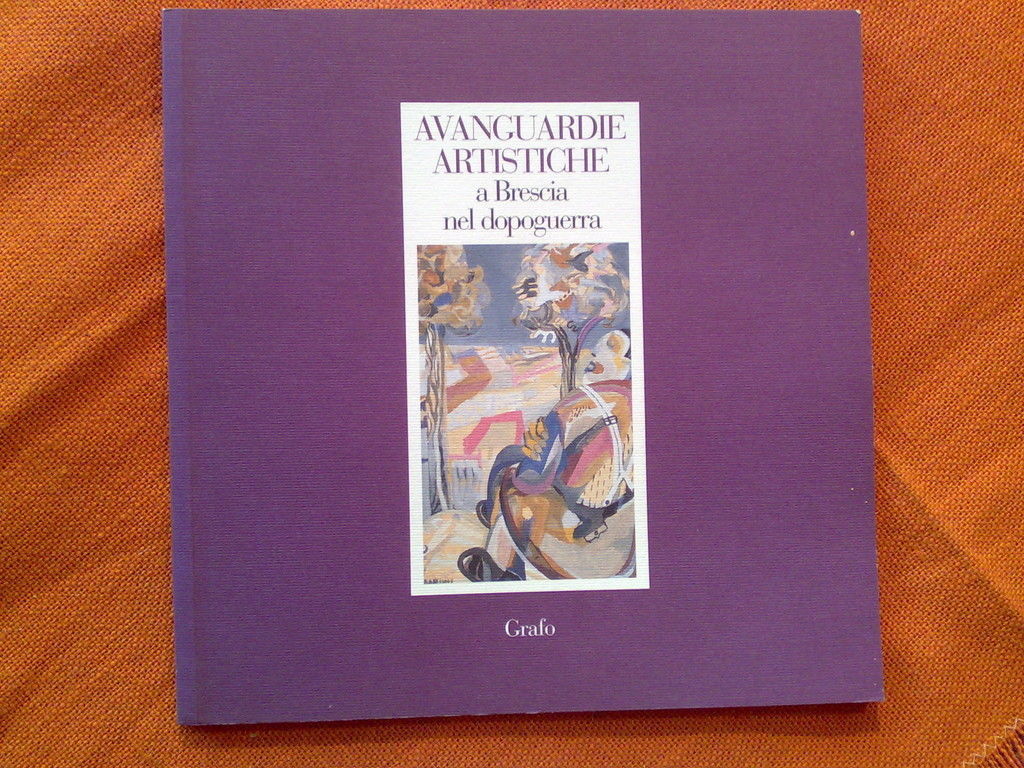 AVANGUARDIE
ARTISTICHE
a Brescia
nel dopoguerra
Grafo